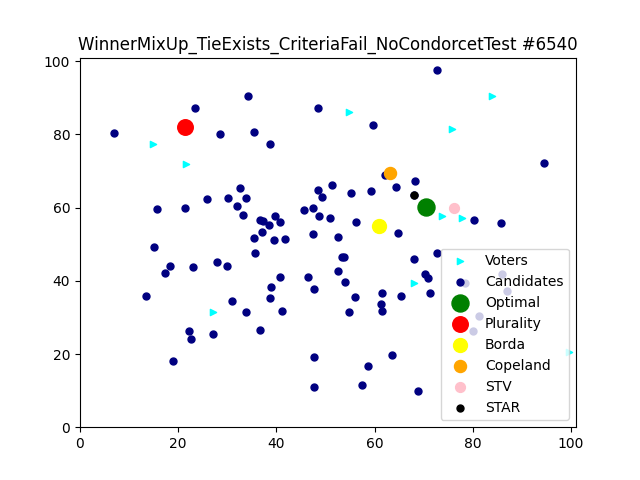 WinnerMixUp_TieExists_CriteriaFail_NoCondorcetTest #6540
100
80
60
40
20
0
0 20 40 60 80 100
Voters
Candidates
Optimal
Plurality
Borda
Copeland
STV
STAR